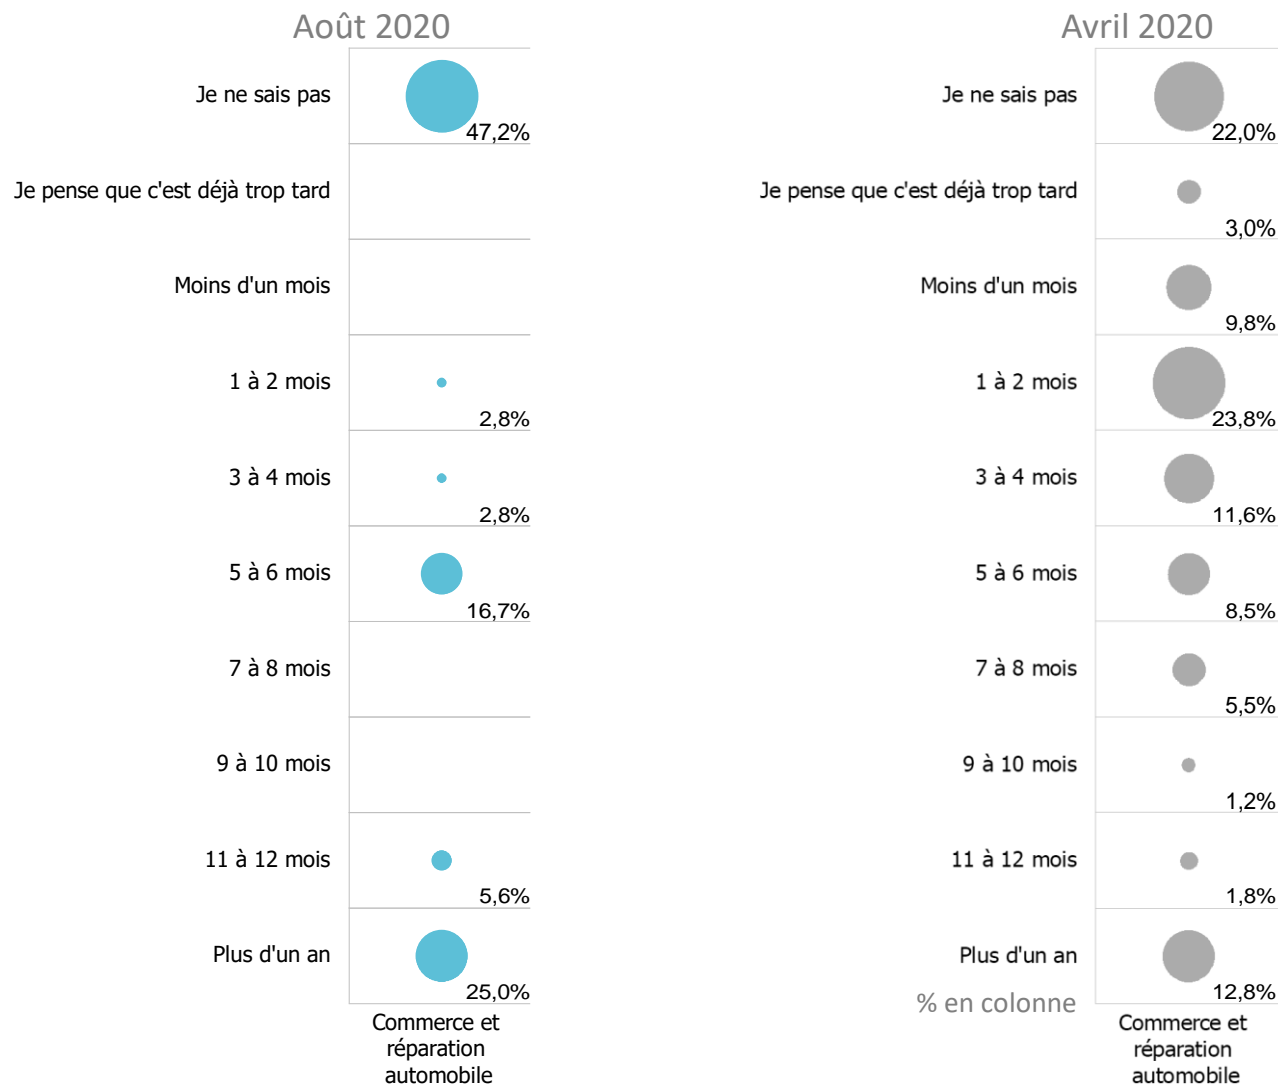 Août 2020
Je ne sais pas
47,2%
Je pense que c'est déjà trop tard
Moins d'un mois
1 à 2 mois
2,8%
3 à 4 mois
2,8%
5 à 6 mois
16,7%
7 à 8 mois
9 à 10 mois
11 à 12 mois
5,6%
Plus d'un an
25,0%
Commerce et
réparation
automobile
Avril 2020
Je ne sais pas
22,0%
Je pense que c'est déjà trop tard
3,0%
Moins d'un mois
9,8%
1 à 2 mois
23,8%
3 à 4 mois
11,6%
5 à 6 mois
8,5%
7 à 8 mois
5,5%
9 à 10 mois
1,2%
11 à 12 mois
1,8%
Plus d'un an
12,8%
% en colonne
Commerce et
réparation
automobile